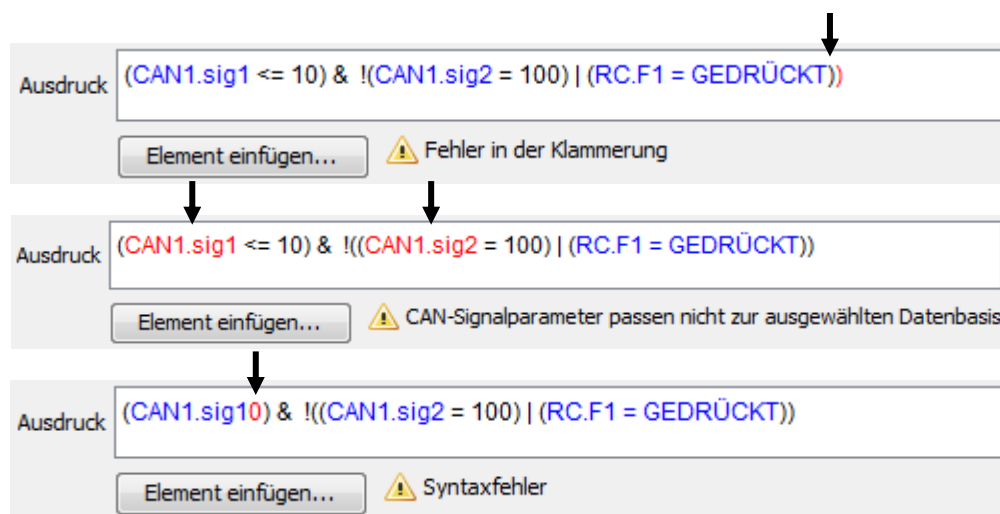 Ausdruck (CAN1.sig1 <= 10) & !(CAN1.sig2 = 100) | (RC.F1 = GEDRÜCKT))
Element einfügen... Fehler in der Klammerung
Ausdruck (CAN1.sig1 <= 10) & !((CAN1.sig2 = 100) | (RC.F1 = GEDRÜCKT))
Element einfügen... CAN-Signalparameter passen nicht zur ausgewählten Datenbasis
Ausdruck (CAN1.sig10) & !((CAN1.sig2 = 100) | (RC.F1 = GEDRÜCKT))
Element einfügen... Syntaxfehler